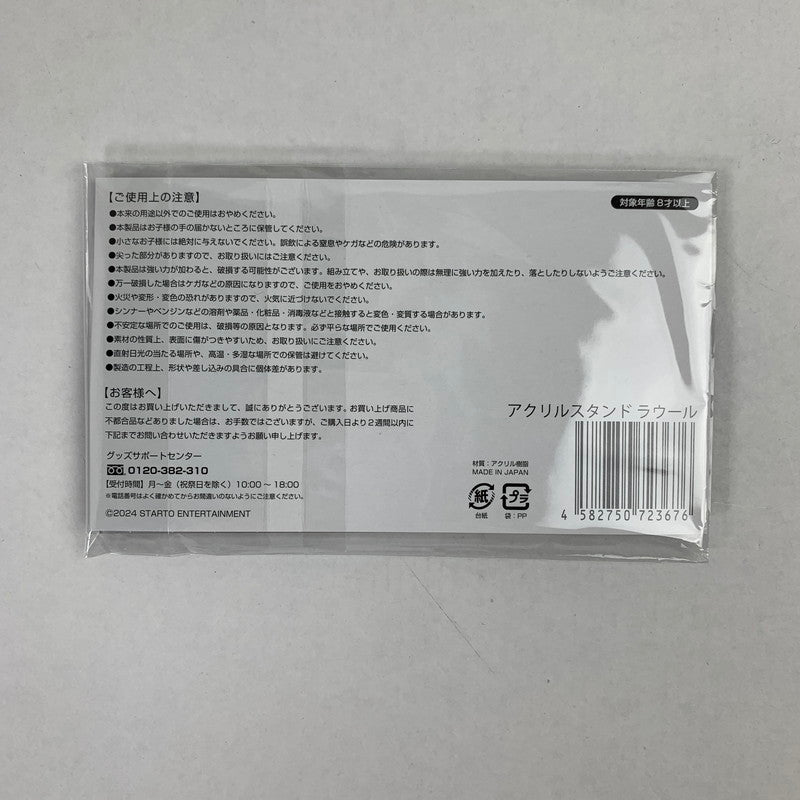 【ご使用上の注意】
対象年齢 8才以上
●本来の用途以外でのご使用はおやめください。
●本製品はお子様の手の届かないところに保管してください。
●小さなお子様には絶対に与えないでください。誤飲による窒息やケガなどの危険があります。
●尖った部分がありますので、お取り扱いにはご注意ください。
●本製品は強い力が加わると、破損する可能性がございます。組み立てや、お取り扱いの際は無理に強い力を加えたり、落としたりしないようご注意ください。
●万一破損した場合はケガなどの原因になりますので、ご使用をおやめください。
●火災や変形・変色の恐れがありますので、火気に近づけないでください。
●シンナーやベンジンなどの溶剤や薬品・化粧品・消毒液などと接触すると変色・変質する場合があります。
●不安定な場所でのご使用は、破損等の原因となります。必ず平らな場所でご使用ください。
●素材の性質上、表面に傷がつきやすいため、お取り扱いにご注意ください。
●直射日光の当たる場所や、高温・多湿な場所での保管は避けてください。
●製造の工程上、形状や差し込みの具合に個体差があります。
【お客様へ】
この度はお買い上げいただきまして、誠にありがとうございます。お買い上げ商品に
不都合品などありました場合は、お手数ではございますが、ご購入日より2週間以内に
下記までお問い合わせいただきますようお願い申し上げます。
グッズサポートセンター
0120-382-310
【受付時間】月～金（祝祭日を除く）10:00～18:00
※電話番号はよく確かめてからお間違いのないようにご注意ください。
©2024 STARTO ENTERTAINMENT
アクリルスタンド ラウール
材質：アクリル樹脂
MADE IN JAPAN
紙
台紙
プラ
袋：PP
4 582750 723676